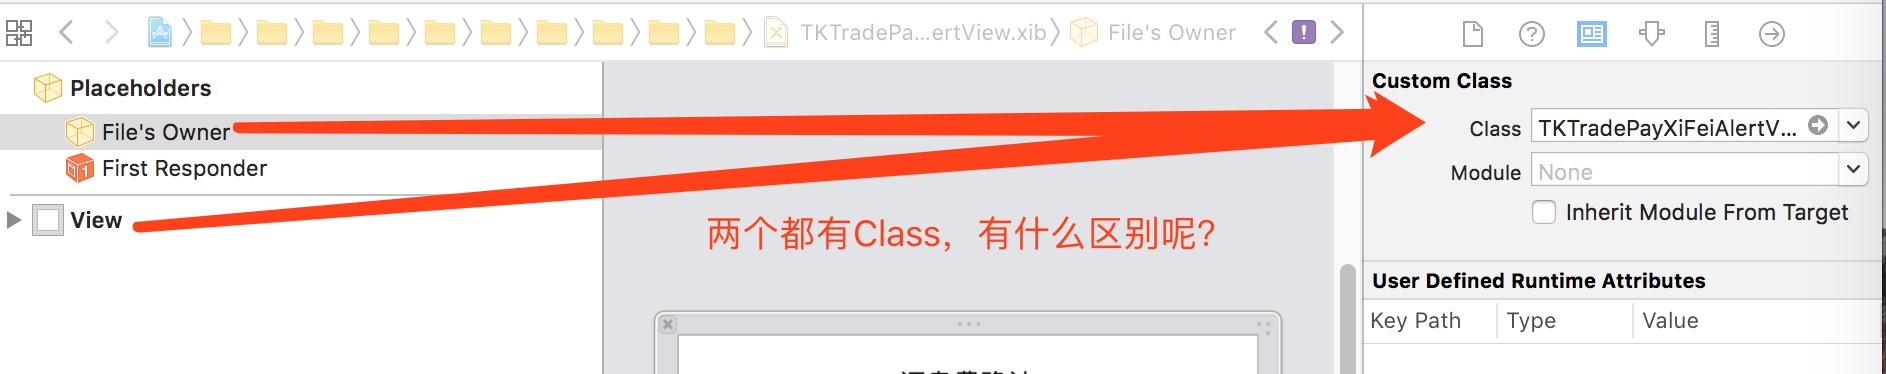 TKTradePa...ertView.xib
File's Owner
Placeholders
File's Owner
First Responder
View
两个都有Class，有什么区别呢?
Custom Class
Class TKTradePayXiFeiAlertV...
Module None
Inherit Module From Target
User Defined Runtime Attributes
Key Path Type Value